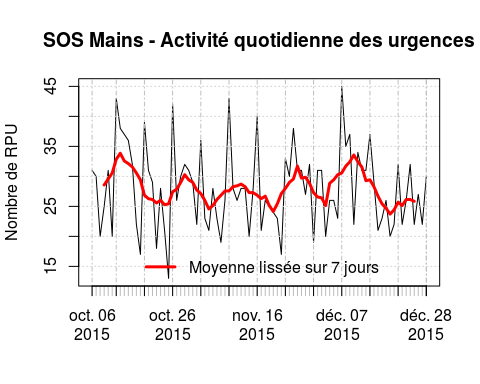 SOS Mains - Activité quotidienne des urgences
Nombre de RPU
45
35
25
15
Moyenne lissée sur 7 jours
oct. 06 oct. 26 nov. 16 déc. 07 déc. 28
2015 2015 2015 2015 2015